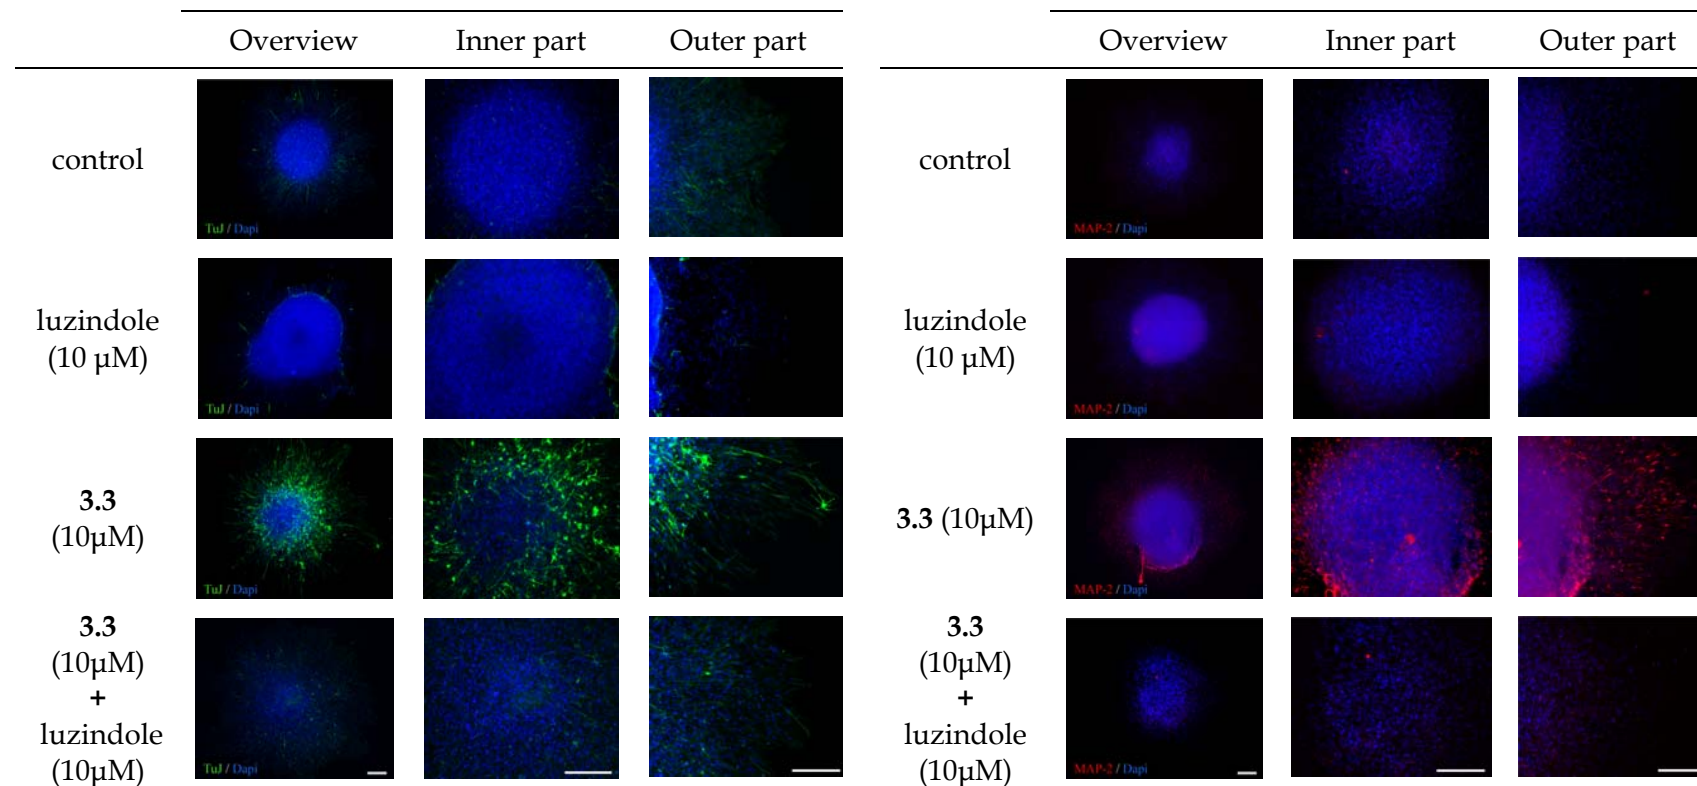 Overview Inner part Outer part
control
TuJ / Dapi
luzindole
(10 µM)
TuJ / Dapi
3.3
(10µM)
TuJ / Dapi
3.3
(10µM)
+
luzindole
(10µM)
TuJ / Dapi
Overview Inner part Outer part
control
MAP-2 / Dapi
luzindole
(10 µM)
MAP-2 / Dapi
3.3 (10µM)
MAP-2 / Dapi
3.3
(10µM)
+
luzindole
(10µM)
MAP-2 / Dapi